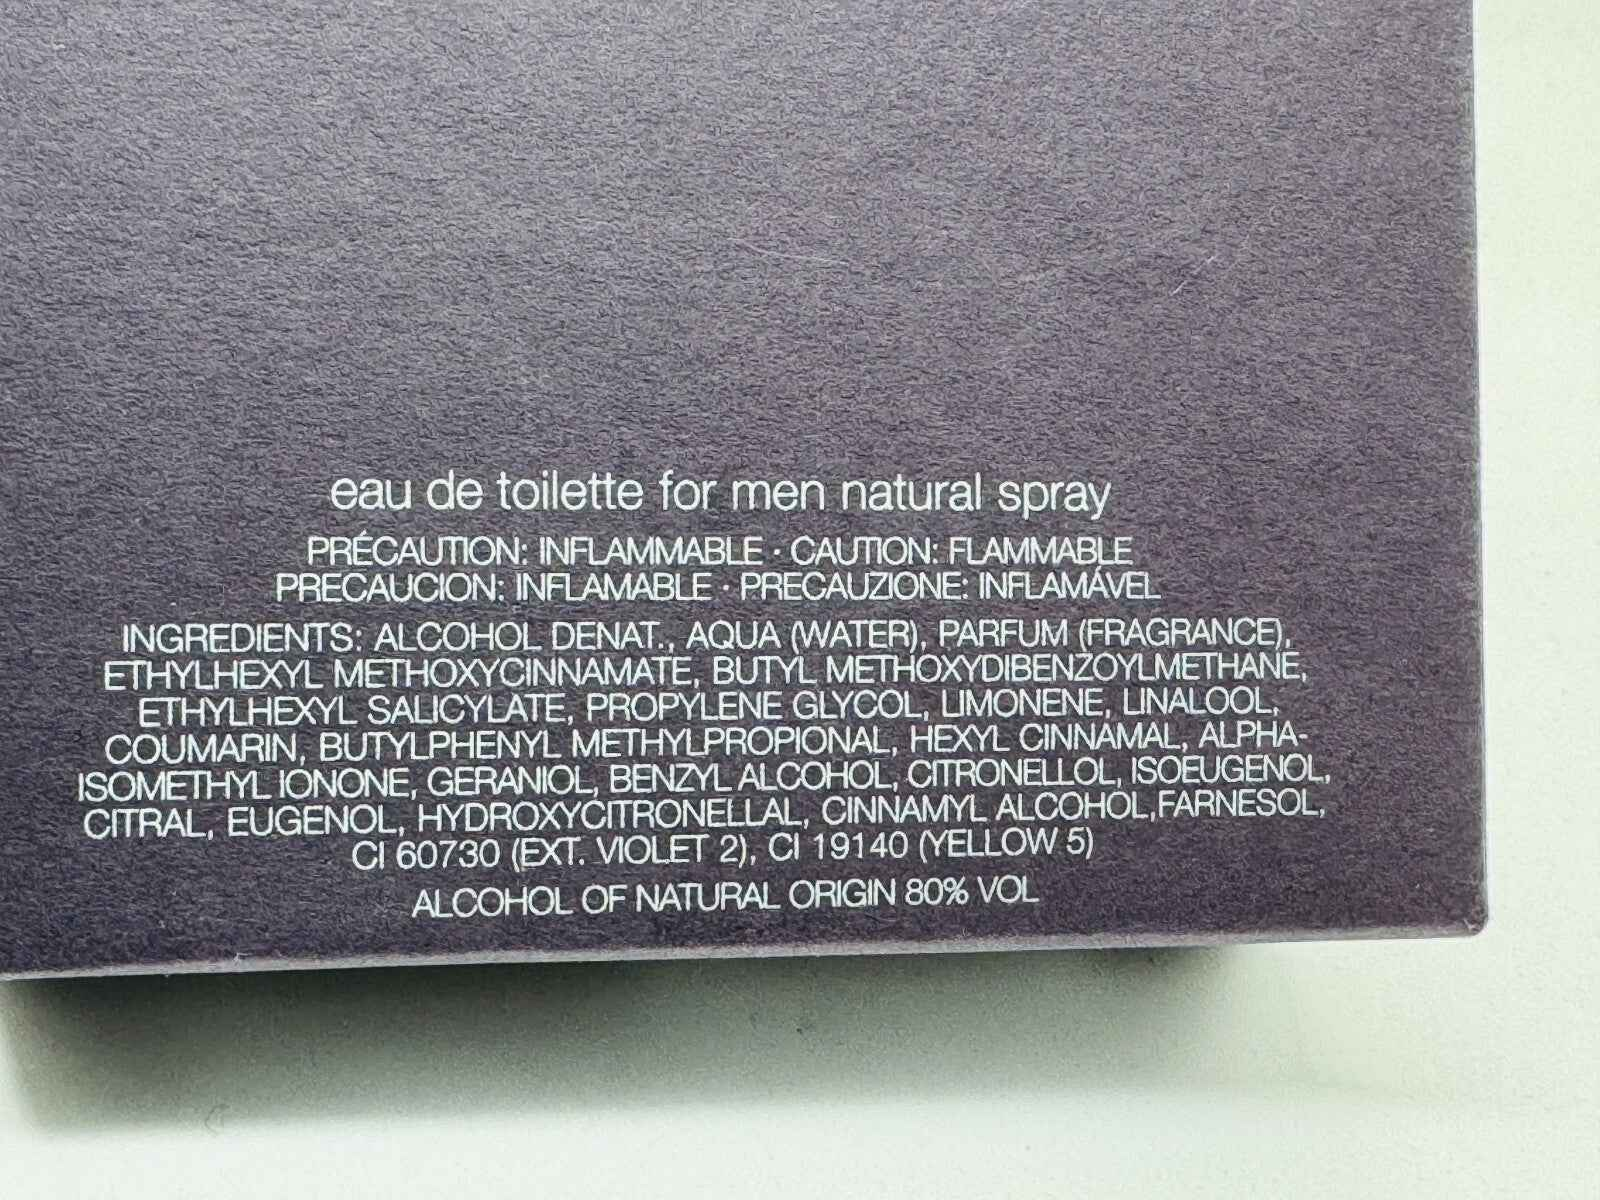 eau de toilette for men natural spray
PRÉCAUTION: INFLAMMABLE · CAUTION: FLAMMABLE
PRECAUCION: INFLAMABLE · PRECAUZIONE: INFLAMÁVEL
INGREDIENTS: ALCOHOL DENAT., AQUA (WATER), PARFUM (FRAGRANCE),
ETHYLHEXYL METHOXYCINNAMATE, BUTYL METHOXYDIBENZOYLMETHANE,
ETHYLHEXYL SALICYLATE, PROPYLENE GLYCOL, LIMONENE, LINALOOL,
COUMARIN, BUTYLPHENYL METHYLPROPIONAL, HEXYL CINNAMAL, ALPHA-
ISOMETHYL IONONE, GERANIOL, BENZYL ALCOHOL, CITRONELLOL, ISOEUGENOL,
CITRAL, EUGENOL, HYDROXYCITRONELLAL, CINNAMYL ALCOHOL,FARNESOL,
CI 60730 (EXT. VIOLET 2), CI 19140 (YELLOW 5)
ALCOHOL OF NATURAL ORIGIN 80% VOL